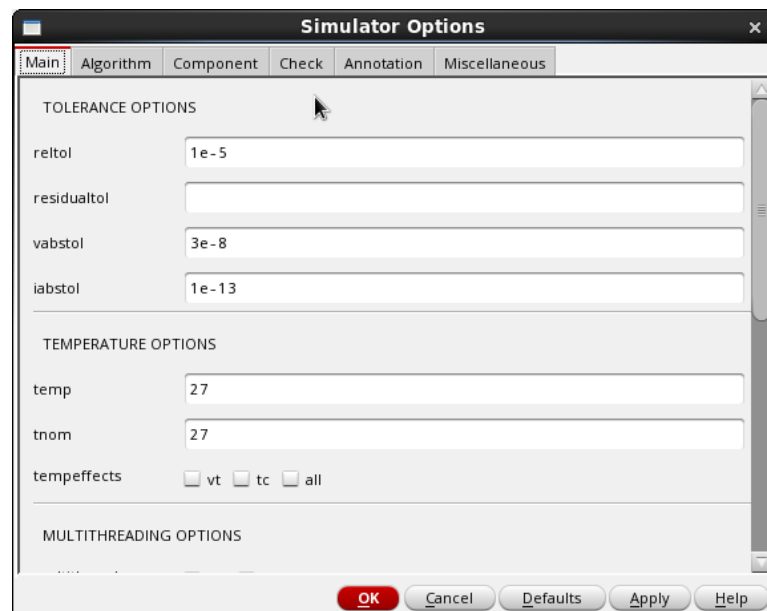 Simulator Options
Main Algorithm Component Check Annotation Miscellaneous
TOLERANCE OPTIONS
reltol 1e-5
residualtol
vabstol 3e-8
iabstol 1e-13
TEMPERATURE OPTIONS
temp 27
tnom 27
tempeffects vt tc all
MULTITHREADING OPTIONS
OK Cancel Defaults Apply Help